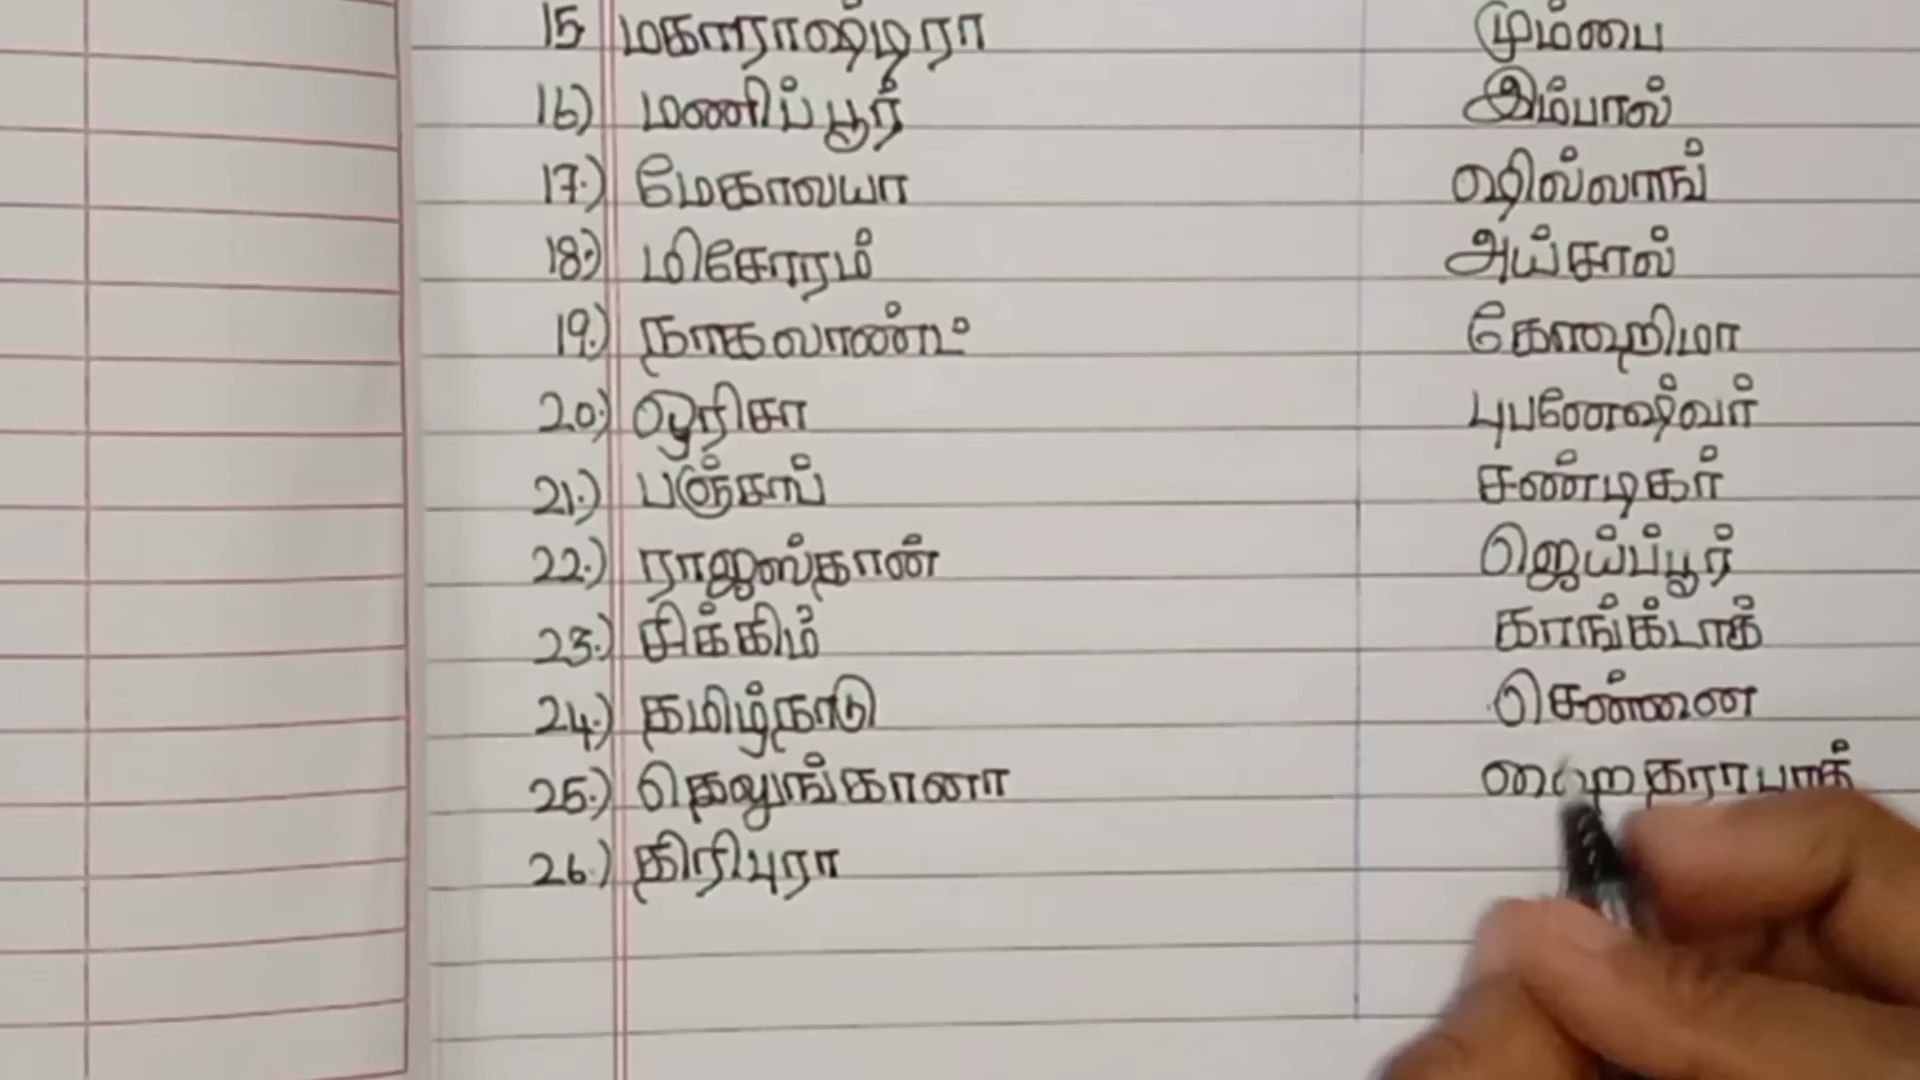 15 மகாராஷ்டிரா மும்பை
16) மணிப்பூர் இம்பால்
17.) மேகாலயா ஷில்லாங்
18.) மிசோரம் அய்சால்
19.) நாகலாண்ட் கோஹிமா
20.) ஒரிசா புபனேஷ்வர்
21.) பஞ்சாப் சண்டிகர்
22.) ராஜஸ்தான் ஜெய்ப்பூர்
23.) சிக்கிம் காங்க்டாக்
24.) தமிழ்நாடு சென்னை
25.) தெலுங்கானா ஹைதராபாத்
26.) திரிபுரா